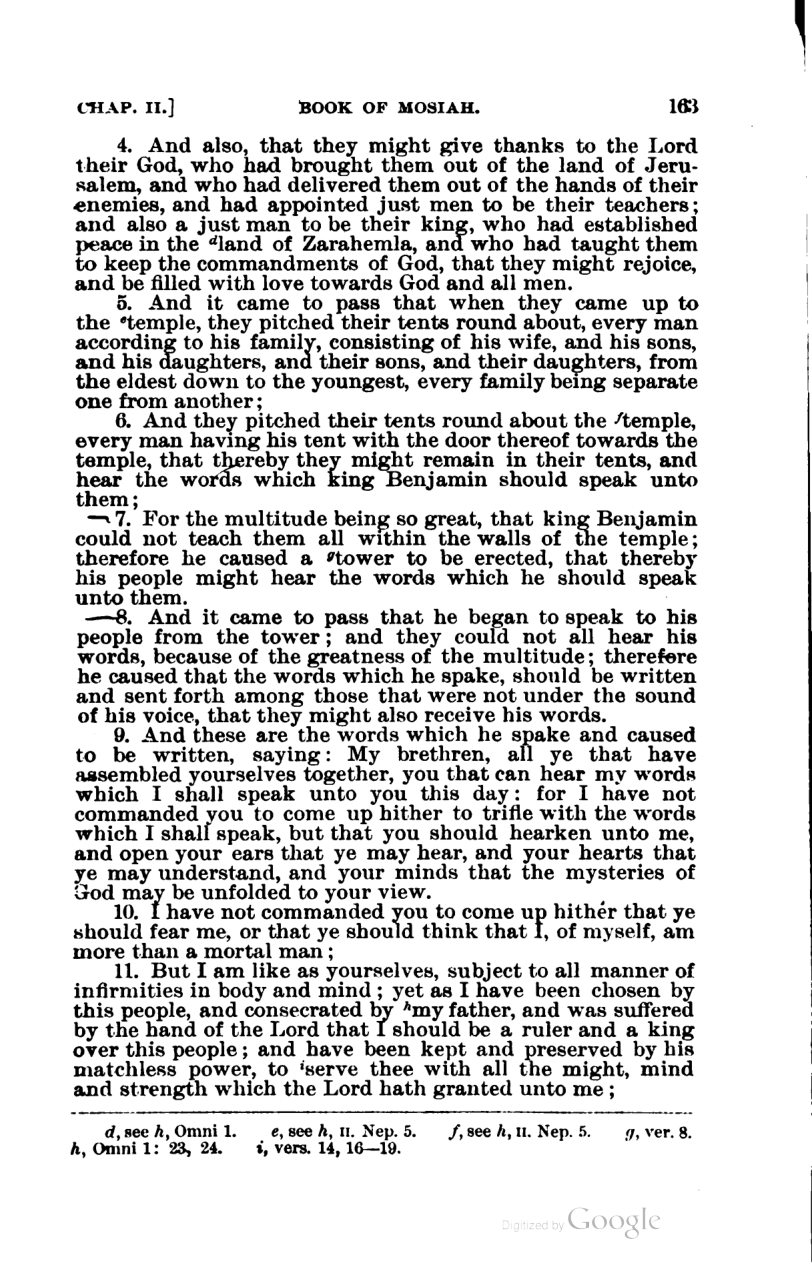 CHAP. II.] BOOK OF MOSIAH. 163
4. And also, that they might give thanks to the Lord
their God, who had brought them out of the land of Jeru-
salem, and who had delivered them out of the hands of their
enemies, and had appointed just men to be their teachers;
and also a just man to be their king, who had established
peace in the dland of Zarahemla, and who had taught them
to keep the commandments of God, that they might rejoice,
and be filled with love towards God and all men.
5. And it came to pass that when they came up to
the etemple, they pitched their tents round about, every man
according to his family, consisting of his wife, and his sons,
and his daughters, and their sons, and their daughters, from
the eldest down to the youngest, every family being separate
one from another;
6. And they pitched their tents round about the ftemple,
every man having his tent with the door thereof towards the
temple, that thereby they might remain in their tents, and
hear the words which king Benjamin should speak unto
them;
7. For the multitude being so great, that king Benjamin
could not teach them all within the walls of the temple;
therefore he caused a gtower to be erected, that thereby
his people might hear the words which he should speak
unto them.
8. And it came to pass that he began to speak to his
people from the tower; and they could not all hear his
words, because of the greatness of the multitude; therefore
he caused that the words which he spake, should be written
and sent forth among those that were not under the sound
of his voice, that they might also receive his words.
9. And these are the words which he spake and caused
to be written, saying: My brethren, all ye that have
assembled yourselves together, you that can hear my words
which I shall speak unto you this day: for I have not
commanded you to come up hither to trifle with the words
which I shall speak, but that you should hearken unto me,
and open your ears that ye may hear, and your hearts that
ye may understand, and your minds that the mysteries of
God may be unfolded to your view.
10. I have not commanded you to come up hither that ye
should fear me, or that ye should think that I, of myself, am
more than a mortal man;
11. But I am like as yourselves, subject to all manner of
infirmities in body and mind; yet as I have been chosen by
this people, and consecrated by hmy father, and was suffered
by the hand of the Lord that I should be a ruler and a king
over this people; and have been kept and preserved by his
matchless power, to iserve thee with all the might, mind
and strength which the Lord hath granted unto me;
d, see h, Omni 1. e, see h, II. Nep. 5. f, see h, II. Nep. 5. g, ver. 8.
h, Omni 1: 23, 24. i, vers. 14, 16—19.
Digitized by Google